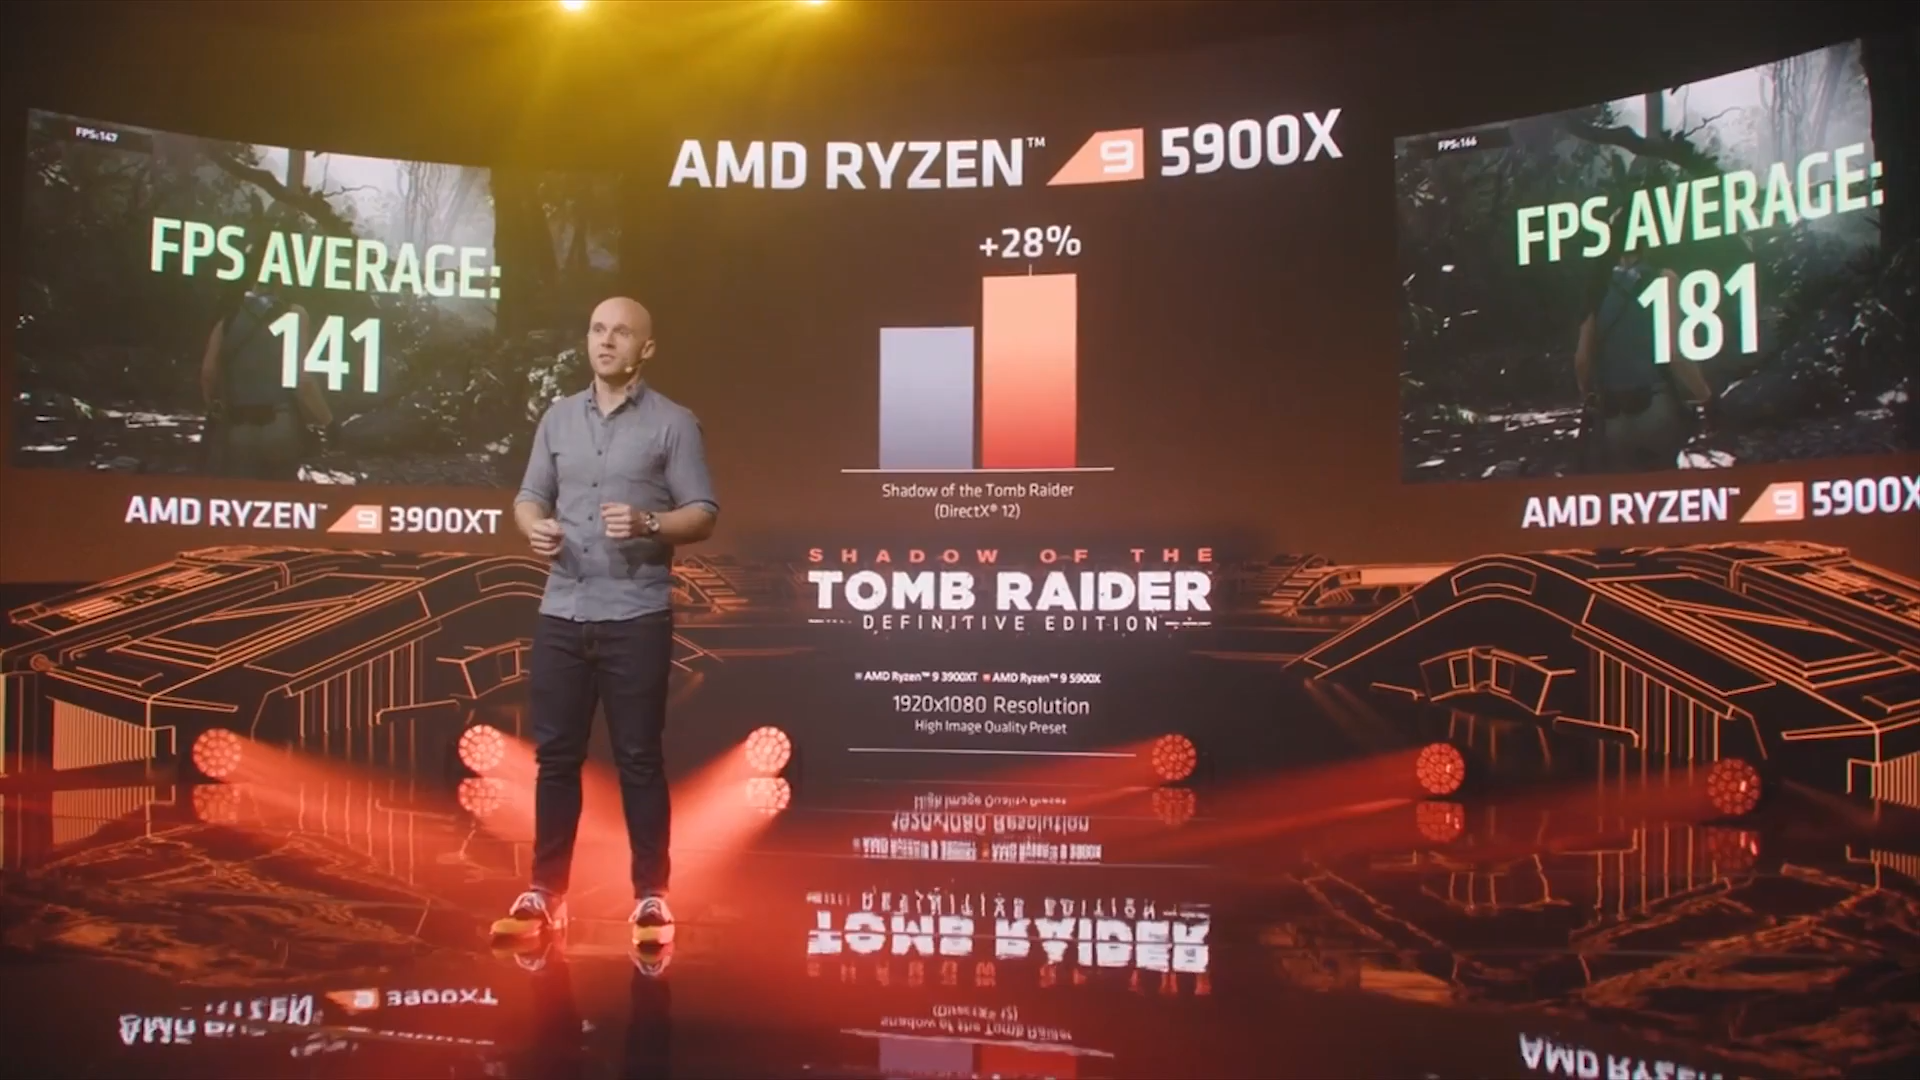 FPS:147
FPS AVERAGE:
141
AMD RYZEN™ 9 3900XT
AMD RYZEN™ 9 5900X
+28%
Shadow of the Tomb Raider
(DirectX® 12)
SHADOW OF THE
TOMB RAIDER
DEFINITIVE EDITION
AMD Ryzen™ 9 3900XT AMD Ryzen™ 9 5900X
1920x1080 Resolution
High Image Quality Preset
FPS:166
FPS AVERAGE:
181
AMD RYZEN™ 9 5900X